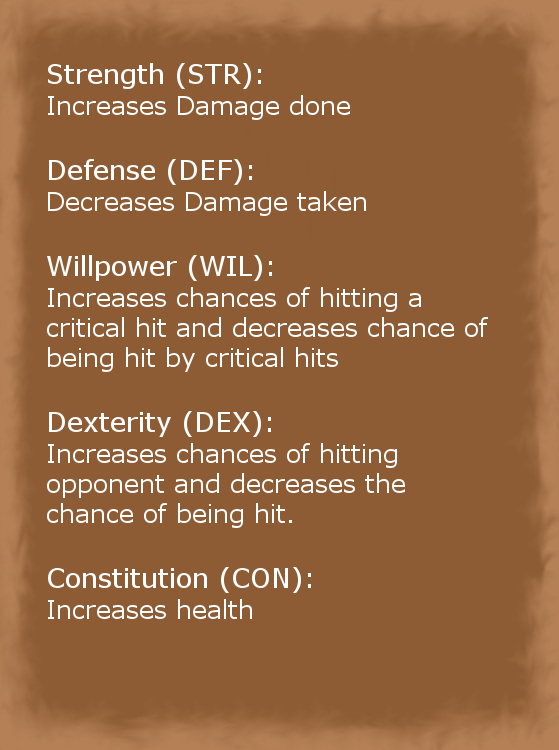 Strength (STR):
Increases Damage done
Defense (DEF):
Decreases Damage taken
Willpower (WIL):
Increases chances of hitting a
critical hit and decreases chance of
being hit by critical hits
Dexterity (DEX):
Increases chances of hitting
opponent and decreases the
chance of being hit.
Constitution (CON):
Increases health